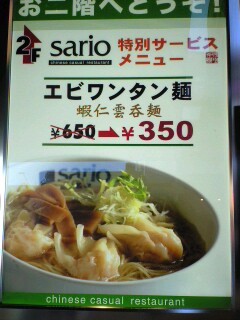 お二階へどうぞ!
2F sario 特別サービス
chinese casual restaurant メニュー
エビワンタン麺
蝦仁雲呑麺
¥650 ¥350
chinese casual restaurant